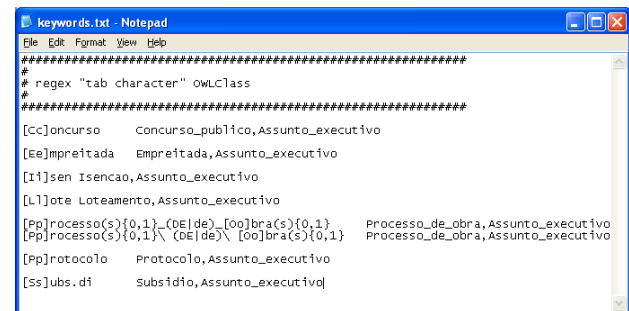 keywords.txt - Notepad
File Edit Format View Help
###############################################################
#
# regex "tab character" OWLClass
#
###############################################################
[Cc]oncurso Concurso_publico,Assunto_executivo
[Ee]mpreitada Empreitada,Assunto_executivo
[Ii]sen Isencao,Assunto_executivo
[Ll]ote Loteamento,Assunto_executivo
[Pp]rocesso(s){0,1}_(DE|de)_[Oo]bra(s){0,1} Processo_de_obra,Assunto_executivo
[Pp]rocesso(s){0,1}\ (DE|de)\ [Oo]bra(s){0,1} Processo_de_obra,Assunto_executivo
[Pp]rotocolo Protocolo,Assunto_executivo
[Ss]ubs.di Subsidio,Assunto_executivo